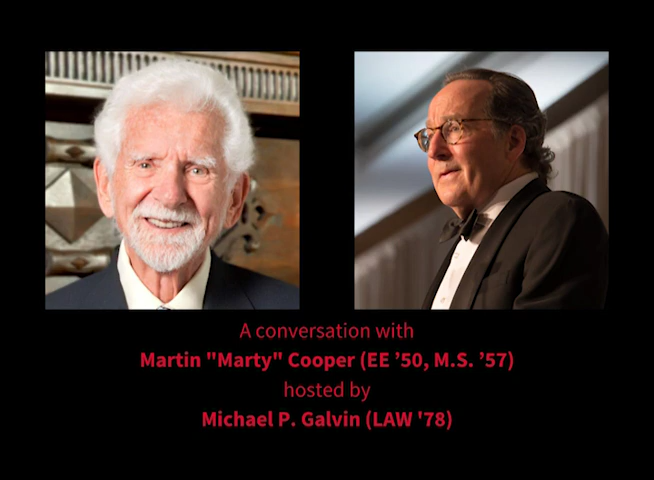 A conversation with
Martin "Marty" Cooper (EE ’50, M.S. ’57)
hosted by
Michael P. Galvin (LAW '78)